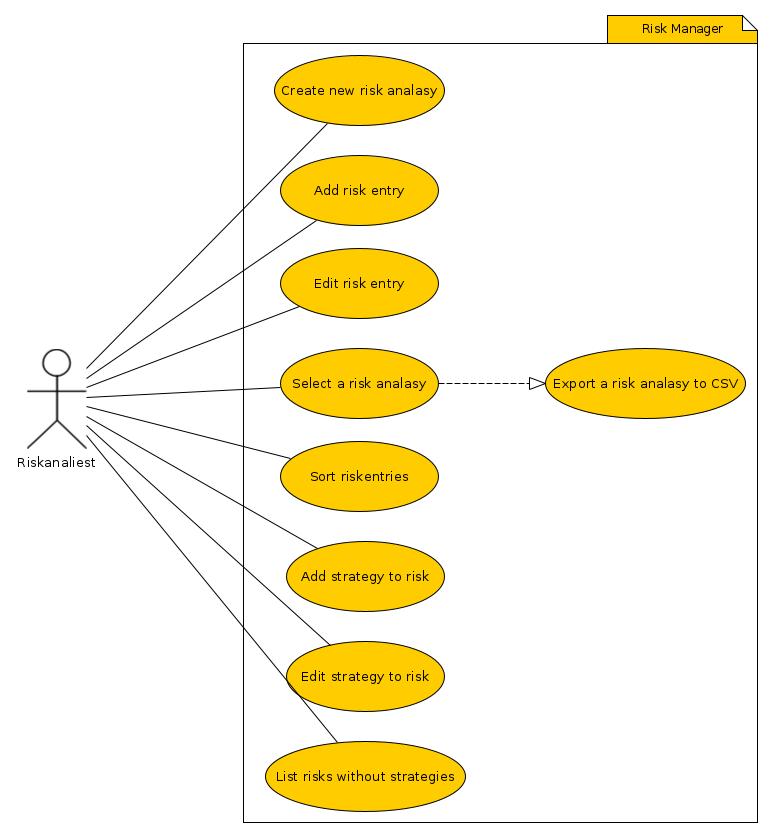 Risk Manager
Create new risk analasy
Add risk entry
Edit risk entry
Select a risk analasy
Export a risk analasy to CSV
Riskanaliest
Sort riskentries
Add strategy to risk
Edit strategy to risk
List risks without strategies